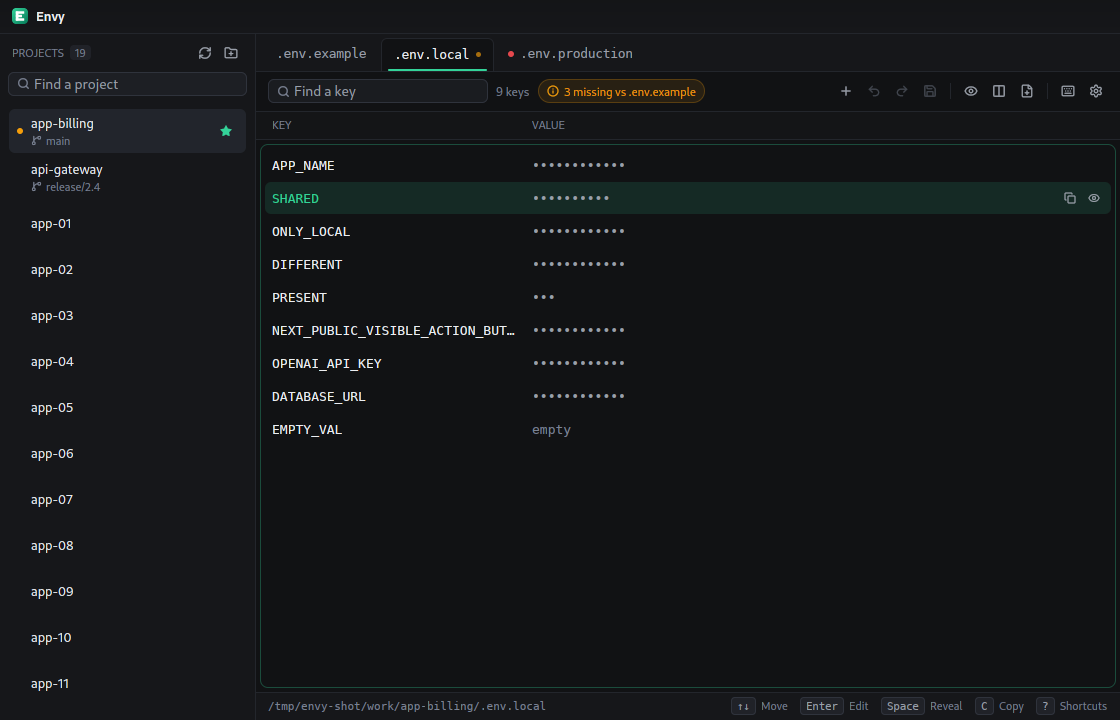 Envy
PROJECTS 19
Find a project
app-billing
main
api-gateway
release/2.4
app-01
app-02
app-03
app-04
app-05
app-06
app-07
app-08
app-09
app-10
app-11
.env.example .env.local .env.production
Find a key 9 keys 3 missing vs .env.example
KEY VALUE
APP_NAME ••••••••••••
SHARED ••••••••••
ONLY_LOCAL ••••••••••••
DIFFERENT ••••••••••••
PRESENT •••
NEXT_PUBLIC_VISIBLE_ACTION_BUT… ••••••••••••
OPENAI_API_KEY ••••••••••••
DATABASE_URL ••••••••••••
EMPTY_VAL empty
/tmp/envy-shot/work/app-billing/.env.local ↑↓ Move Enter Edit Space Reveal C Copy ? Shortcuts